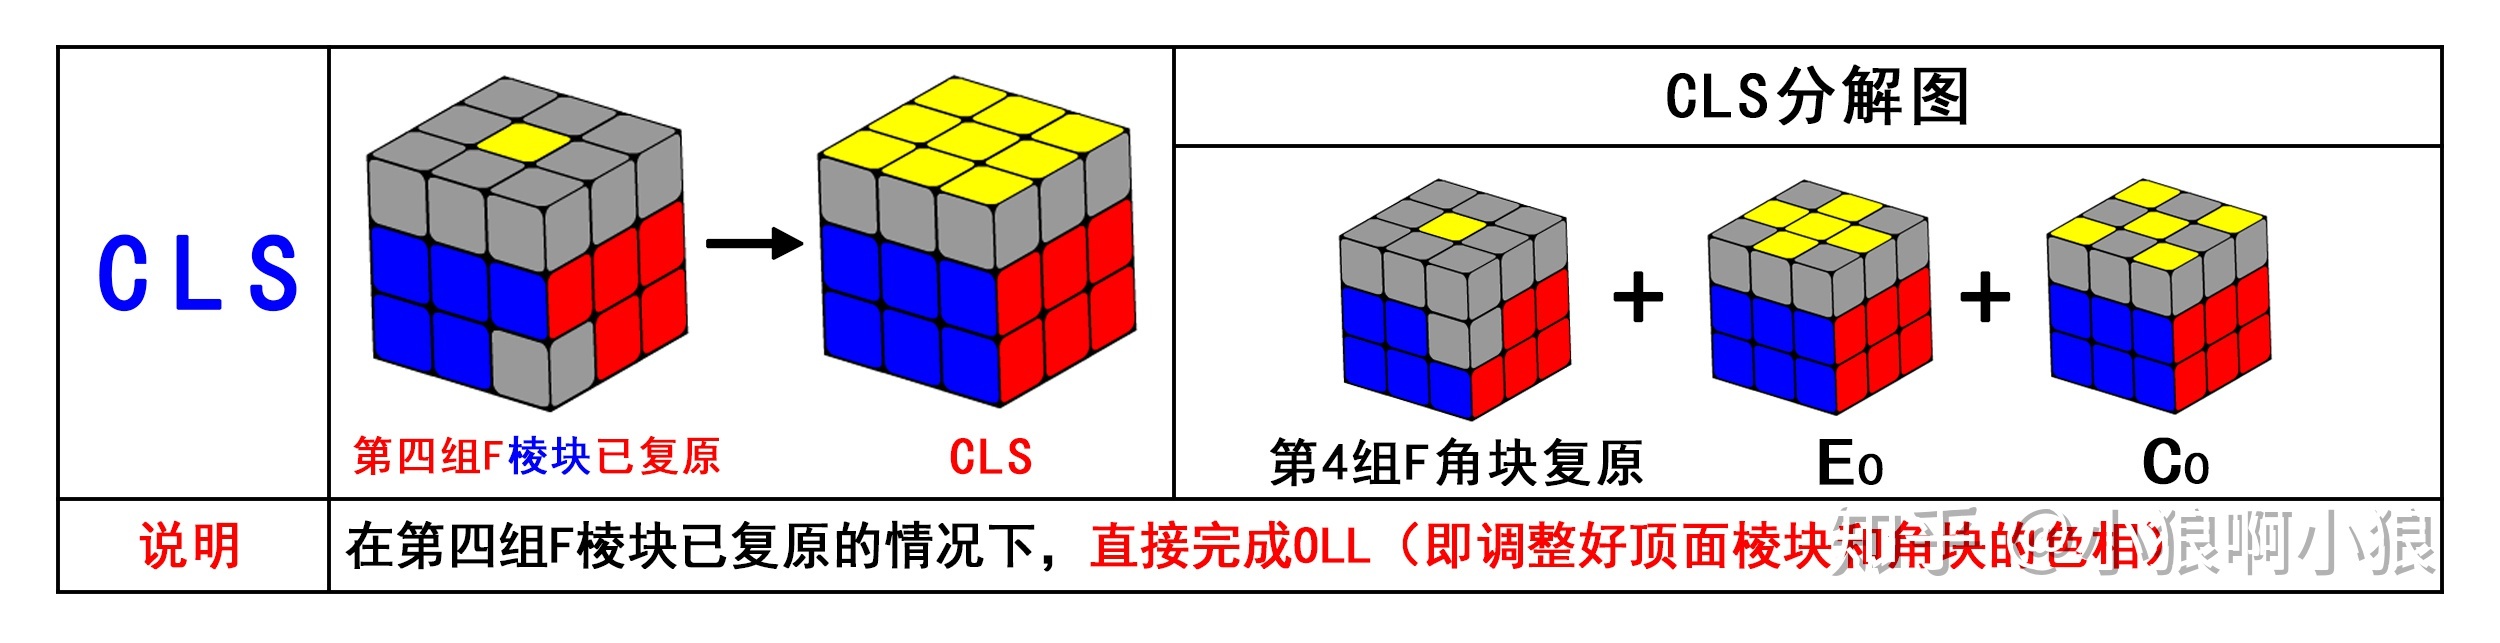 CLS
第四组F棱块已复原
CLS
CLS分解图
第4组F角块复原
EO
CO
说明
在第四组F棱块已复原的情况下，直接完成OLL（即调整好顶面棱块和角块的色相）
知乎 @小狼啊小狼